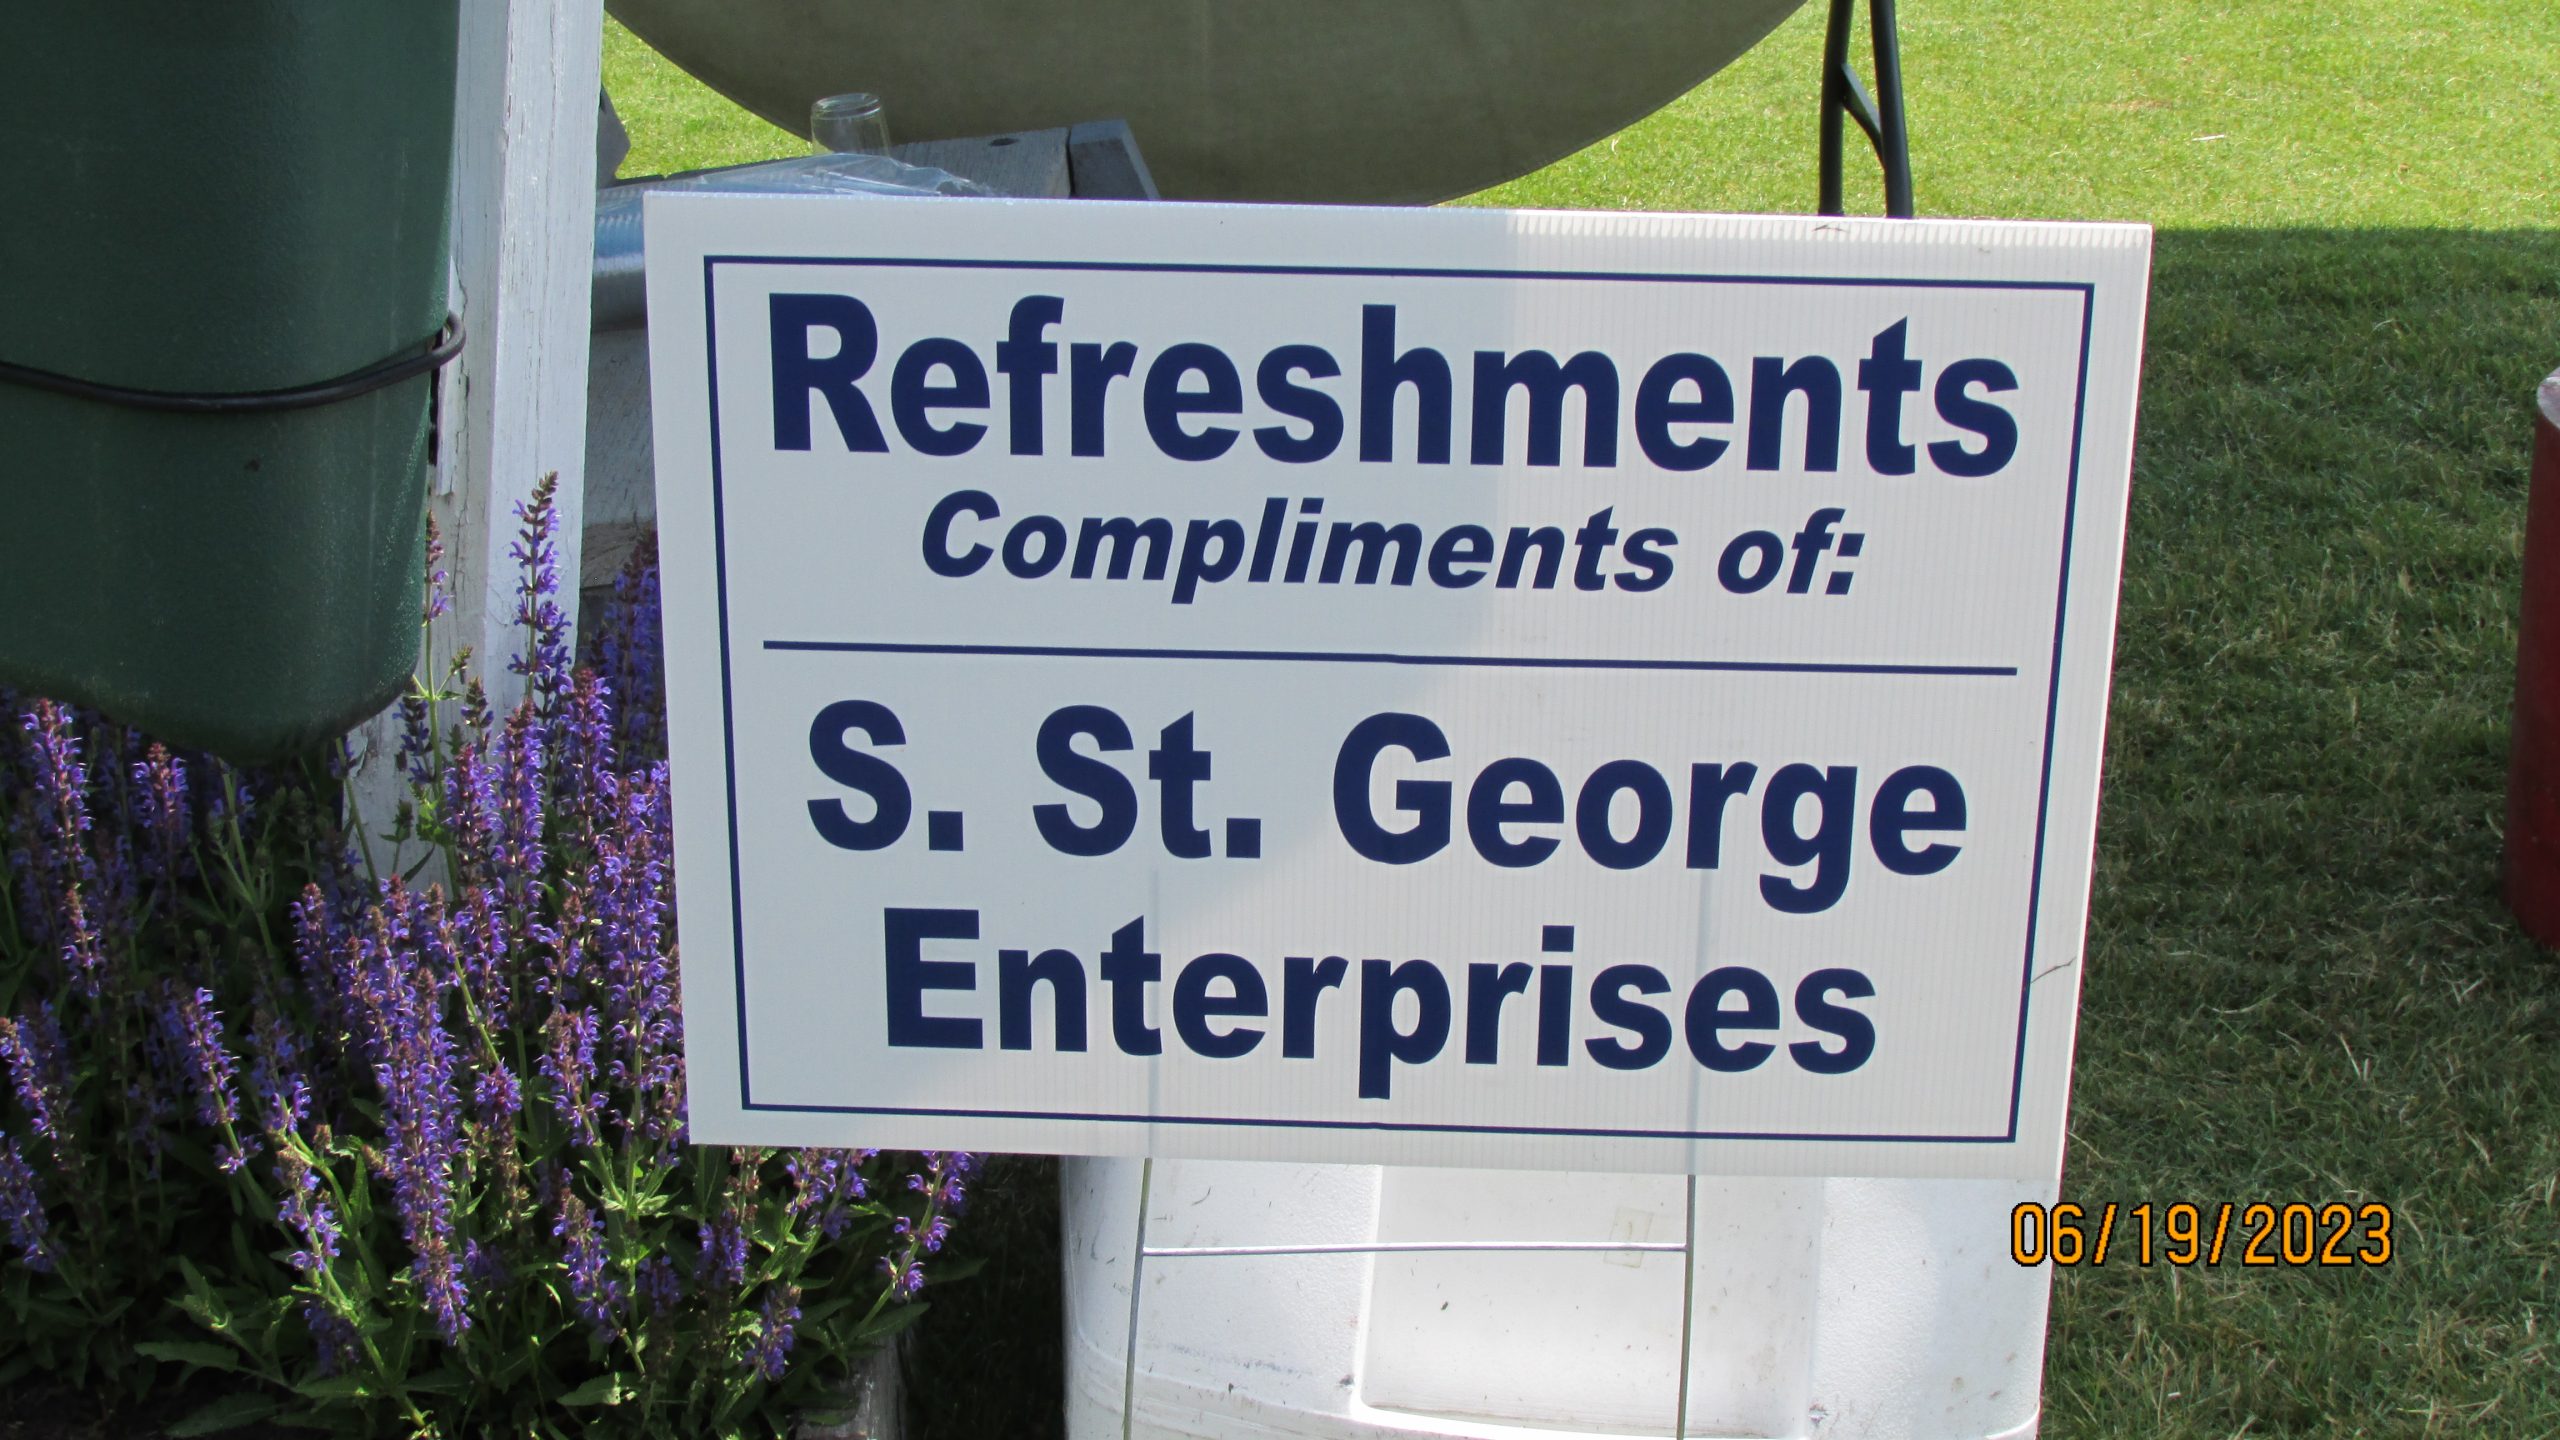 Refreshments
Compliments of:
S. St. George
Enterprises
06/19/2023